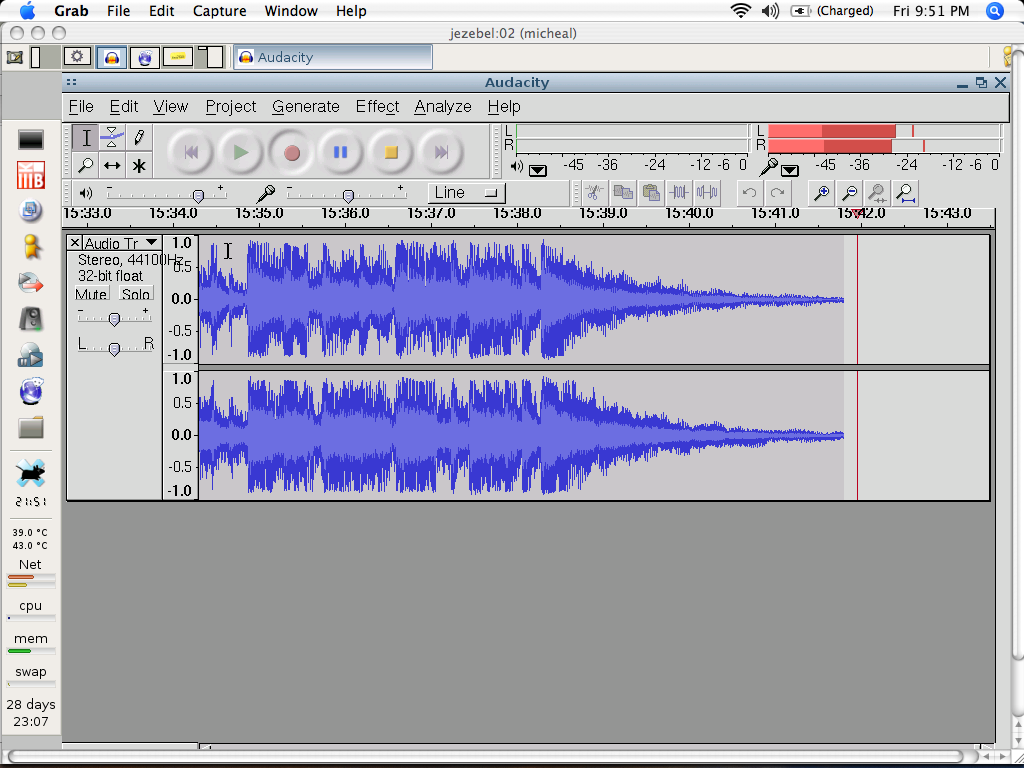 Grab File Edit Capture Window Help (Charged) Fri 9:51 PM
jezebel:02 (micheal)
Audacity
Audacity
File Edit View Project Generate Effect Analyze Help
L -45 -36 -24 -12 -6 0
R
L -45 -36 -24 -12 -6 0
R
- + - + Line
15:33.0 15:34.0 15:35.0 15:36.0 15:37.0 15:38.0 15:39.0 15:40.0 15:41.0 15:42.0 15:43.0
Audio Tr
Stereo, 44100Hz
32-bit float
Mute Solo
- +
L R
1.0
0.5
0.0
-0.5
-1.0
1.0
0.5
0.0
-0.5
-1.0
21:51
39.0 °C
43.0 °C
Net
cpu
mem
swap
28 days
23:07